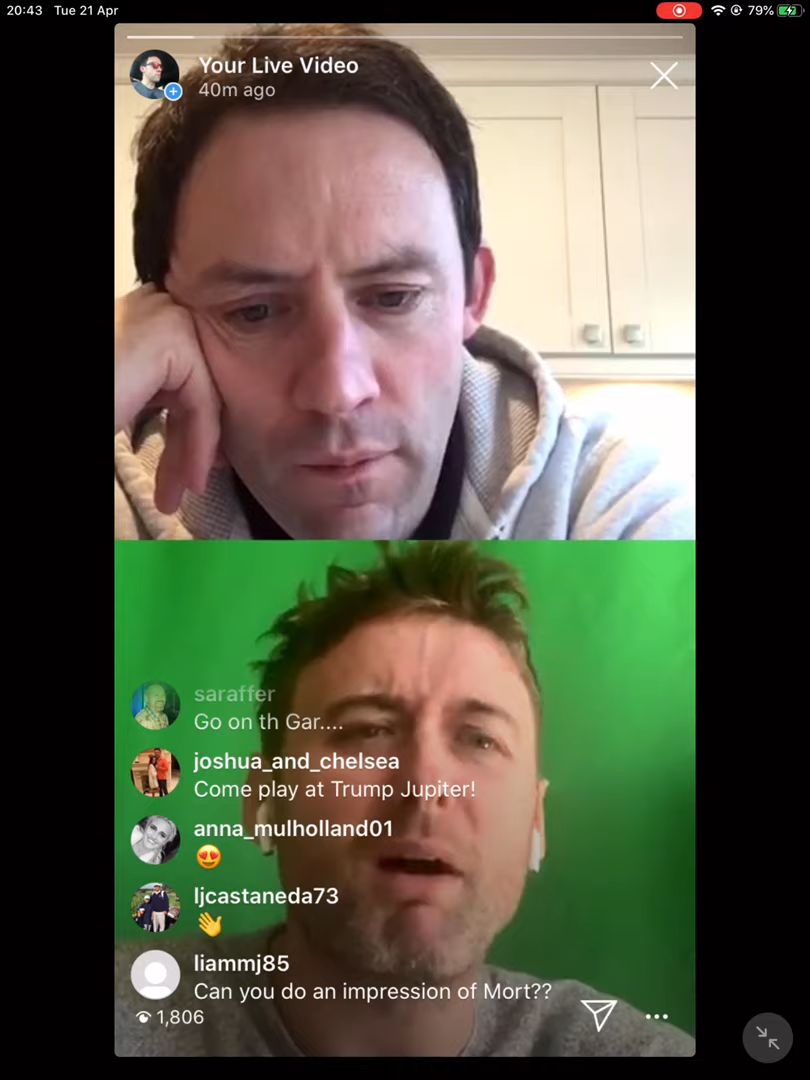 20:43 Tue 21 Apr
79%
Your Live Video
40m ago
saraffer
Go on th Gar....
joshua_and_chelsea
Come play at Trump Jupiter!
anna_mulholland01
😍
ljcastaneda73
👋
liammj85
Can you do an impression of Mort??
1,806